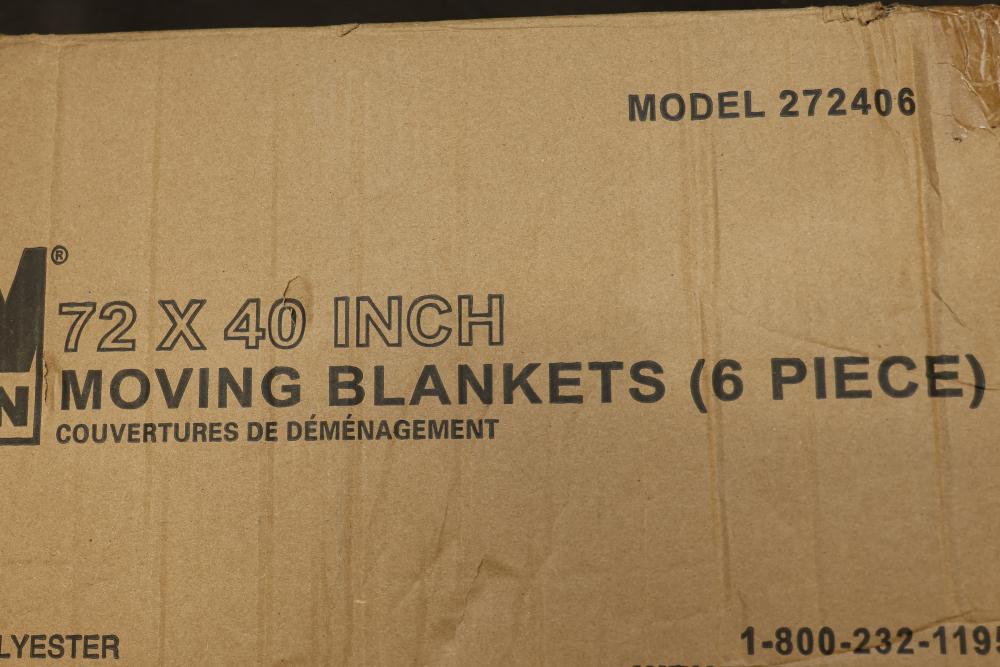 MODEL 272406
®
72 X 40 INCH
MOVING BLANKETS (6 PIECE)
COUVERTURES DE DÉMÉNAGEMENT
LYESTER
1-800-232-1195